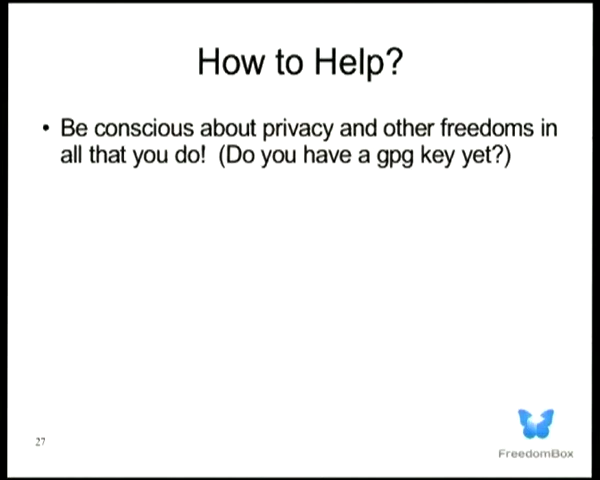 How to Help?
• Be conscious about privacy and other freedoms in
all that you do!  (Do you have a gpg key yet?)
27
FreedomBox